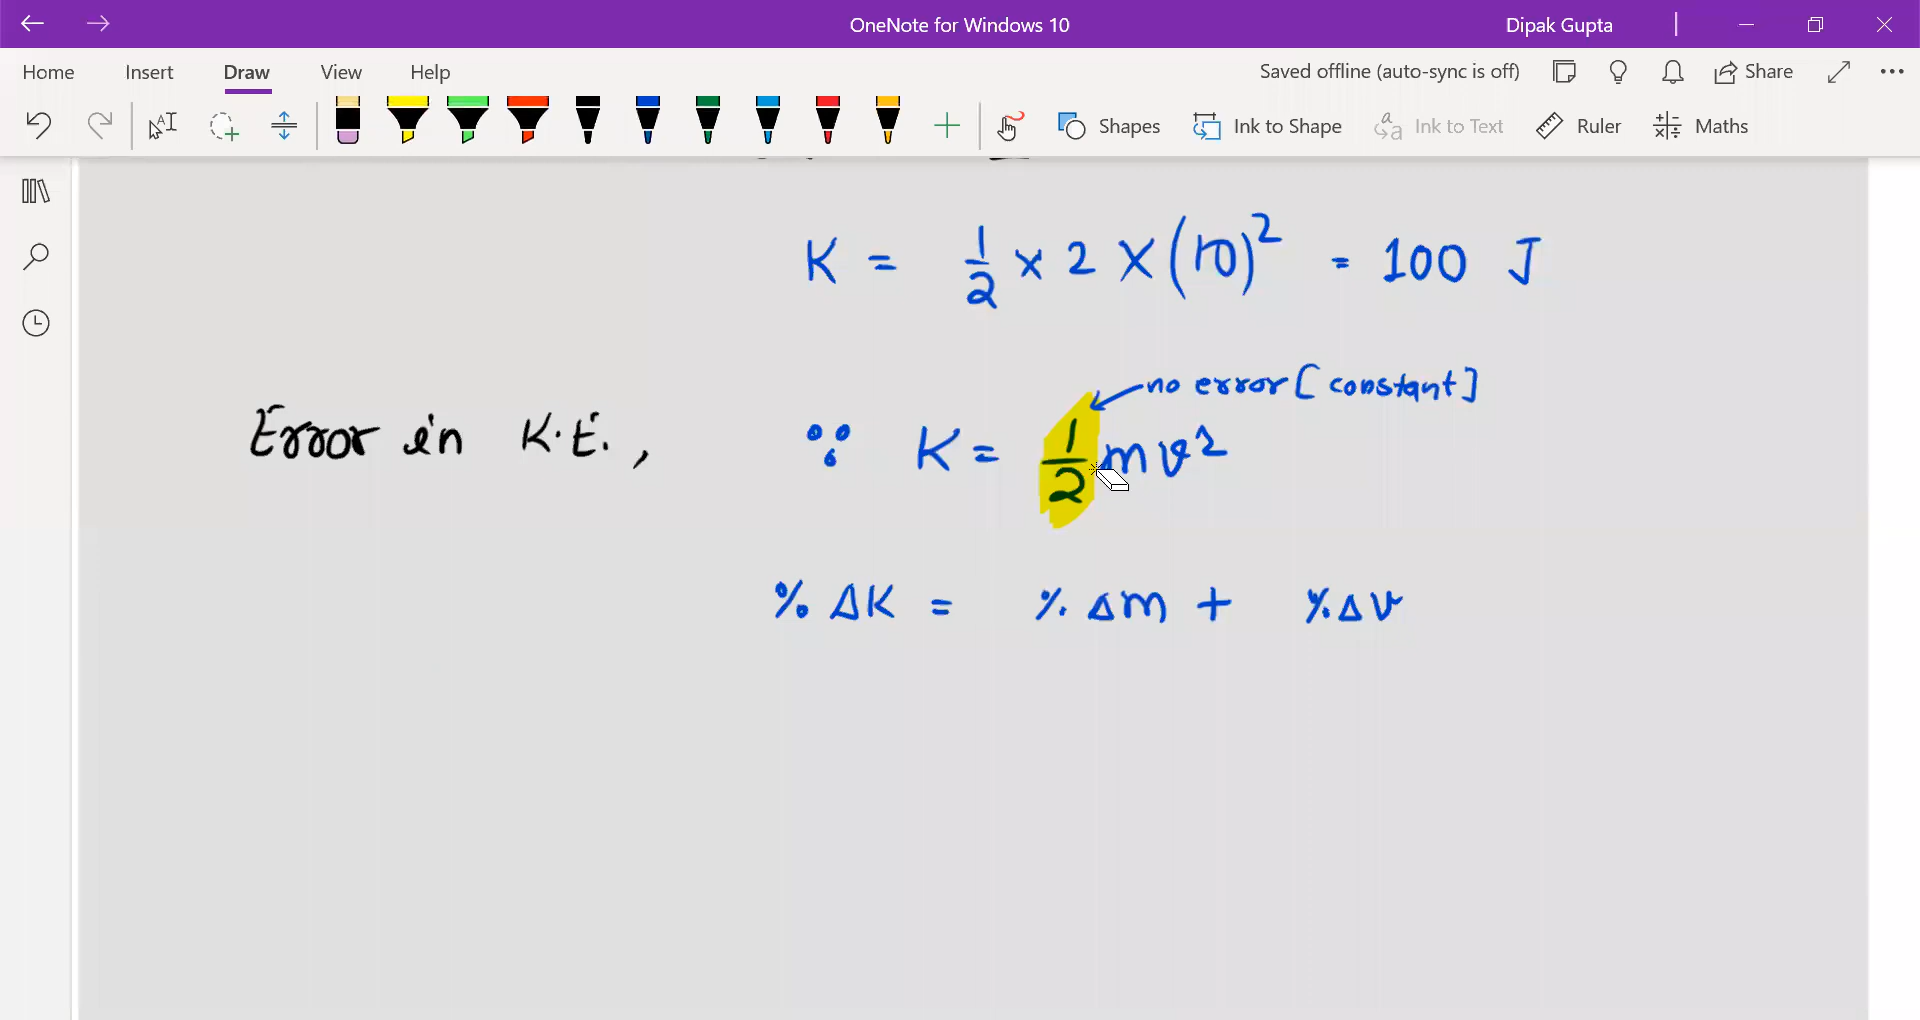 OneNote for Windows 10
Dipak Gupta
Home Insert Draw View Help
Saved offline (auto-sync is off) Share
Shapes Ink to Shape Ink to Text Ruler Maths
K = 1/2 × 2 × (10)² = 100 J
no error [constant]
Error in K.E., ∵ K = 1/2 mv²
% ΔK = % Δm + % Δv